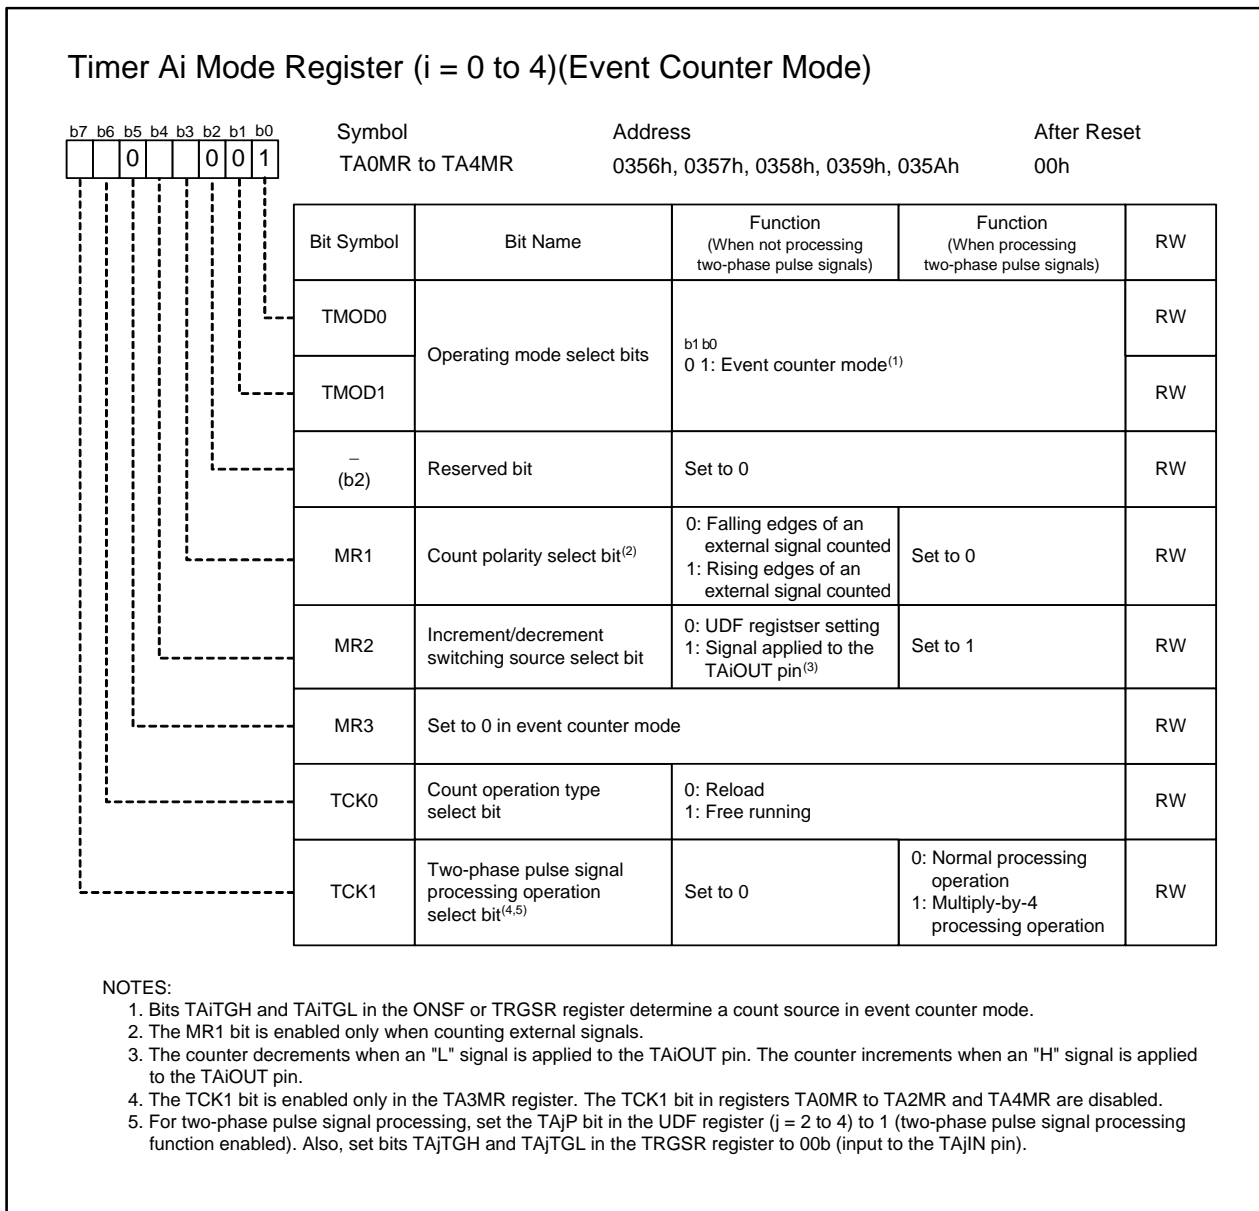 Timer Ai Mode Register (i = 0 to 4)(Event Counter Mode)
b7 b6 b5 b4 b3 b2 b1 b0
0 0 0 1
Symbol Address After Reset
TA0MR to TA4MR 0356h, 0357h, 0358h, 0359h, 035Ah 00h
Bit Symbol Bit Name Function (When not processing two-phase pulse signals) Function (When processing two-phase pulse signals) RW
TMOD0 RW
Operating mode select bits
b1 b0
0 1: Event counter mode(1)
TMOD1 RW
–
(b2) Reserved bit Set to 0 RW
MR1 Count polarity select bit(2)
0: Falling edges of an
external signal counted
1: Rising edges of an
external signal counted
Set to 0 RW
MR2
Increment/decrement
switching source select bit
0: UDF registser setting
1: Signal applied to the
TAiOUT pin(3)
Set to 1 RW
MR3 Set to 0 in event counter mode RW
TCK0
Count operation type
select bit
0: Reload
1: Free running
RW
TCK1
Two-phase pulse signal
processing operation
select bit(4,5)
Set to 0
0: Normal processing
operation
1: Multiply-by-4
processing operation
RW
NOTES:
1. Bits TAiTGH and TAiTGL in the ONSF or TRGSR register determine a count source in event counter mode.
2. The MR1 bit is enabled only when counting external signals.
3. The counter decrements when an "L" signal is applied to the TAiOUT pin. The counter increments when an "H" signal is applied
to the TAiOUT pin.
4. The TCK1 bit is enabled only in the TA3MR register. The TCK1 bit in registers TA0MR to TA2MR and TA4MR are disabled.
5. For two-phase pulse signal processing, set the TAjP bit in the UDF register (j = 2 to 4) to 1 (two-phase pulse signal processing
function enabled). Also, set bits TAjTGH and TAjTGL in the TRGSR register to 00b (input to the TAjIN pin).